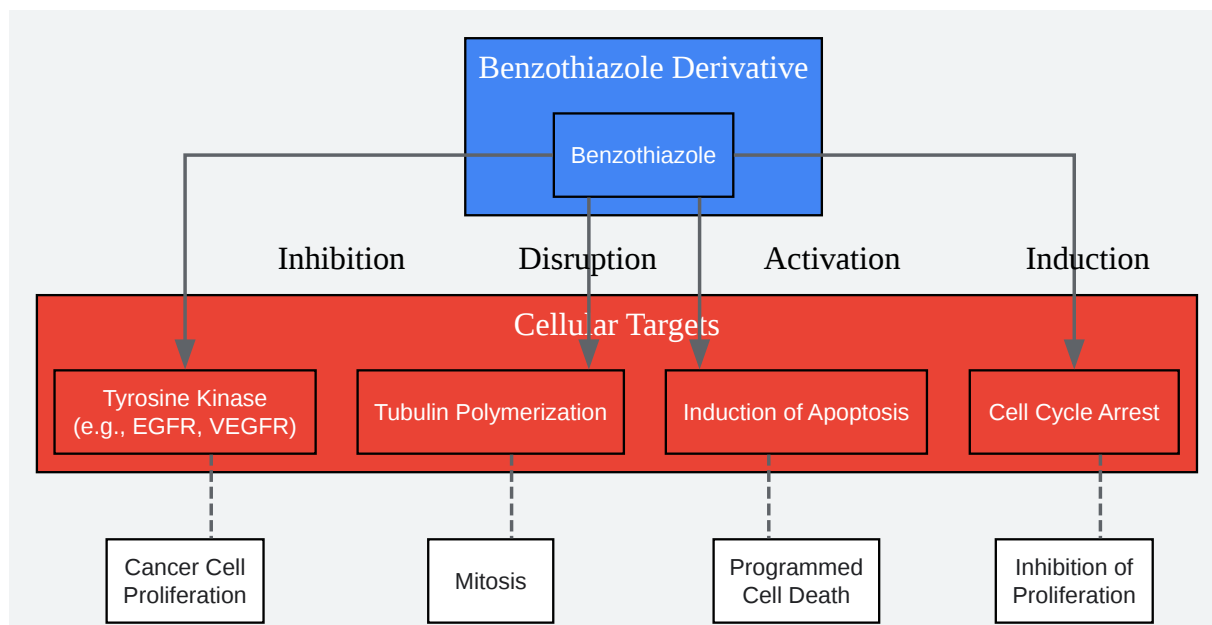 Benzothiazole Derivative
Benzothiazole
Inhibition
Disruption
Activation
Induction
Cellular Targets
Tyrosine Kinase
(e.g., EGFR, VEGFR)
Tubulin Polymerization
Induction of Apoptosis
Cell Cycle Arrest
Cancer Cell
Proliferation
Mitosis
Programmed
Cell Death
Inhibition of
Proliferation